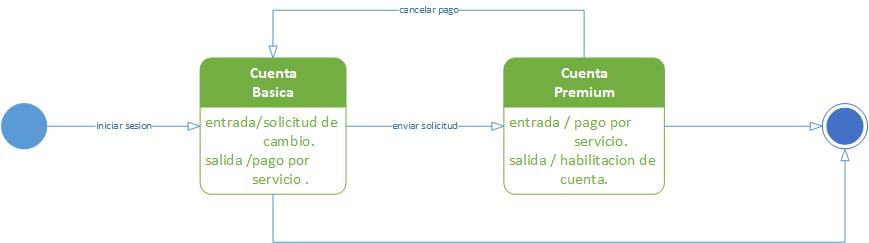 cancelar pago
Cuenta
Basica
entrada/solicitud de
cambio.
salida /pago por
servicio .
Cuenta
Premium
entrada / pago por
servicio.
salida / habilitacion de
cuenta.
iniciar sesion
enviar solicitud